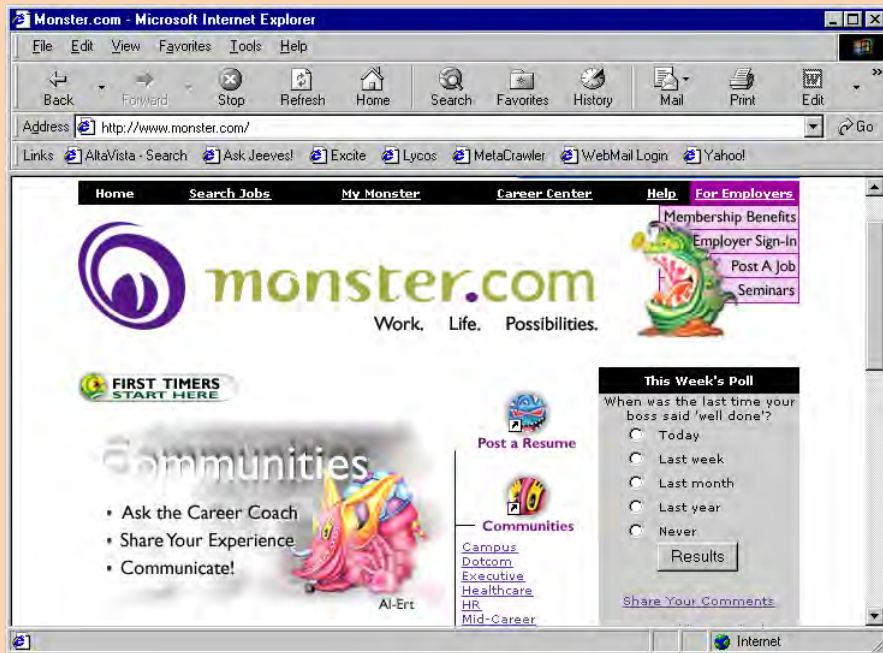 Monster.com - Microsoft Internet Explorer
File Edit View Favorites Tools Help
Back Forward Stop Refresh Home Search Favorites History Mail Print Edit »
Address http://www.monster.com/ Go
Links AltaVista - Search Ask Jeeves! Excite Lycos MetaCrawler WebMail Login Yahoo!
Home Search Jobs My Monster Career Center Help For Employers
Membership Benefits
Employer Sign-In
Post A Job
Seminars
monster.com
Work. Life. Possibilities.
FIRST TIMERS
START HERE
Communities
• Ask the Career Coach
• Share Your Experience
• Communicate!
Al-Ert
Post a Resume
Communities
Campus
Dotcom
Executive
Healthcare
HR
Mid-Career
This Week's Poll
When was the last time your
boss said 'well done'?
Today
Last week
Last month
Last year
Never
Results
Share Your Comments
Internet